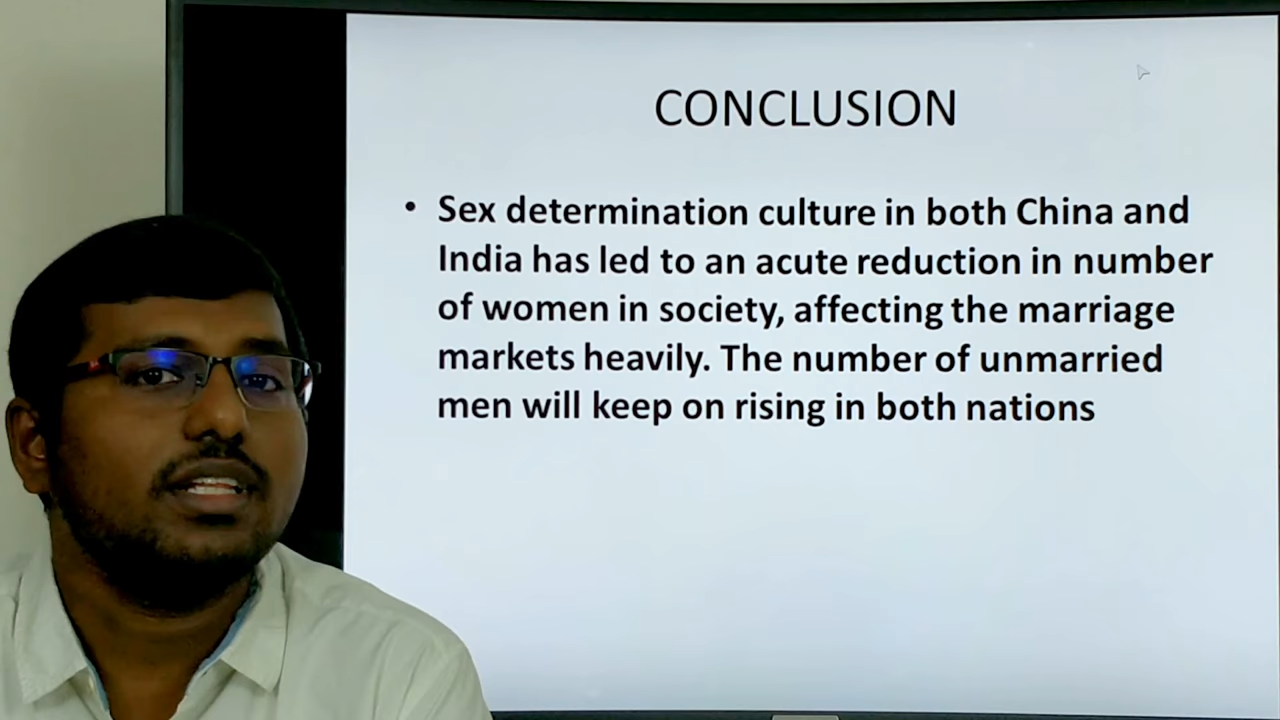 CONCLUSION
• Sex determination culture in both China and
India has led to an acute reduction in number
of women in society, affecting the marriage
markets heavily. The number of unmarried
men will keep on rising in both nations